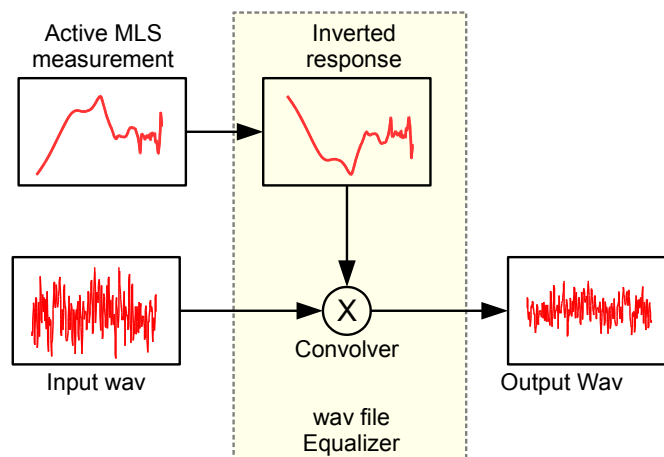 Active MLS
measurement
Inverted
response
X
Convolver
Input wav
Output Wav
wav file
Equalizer